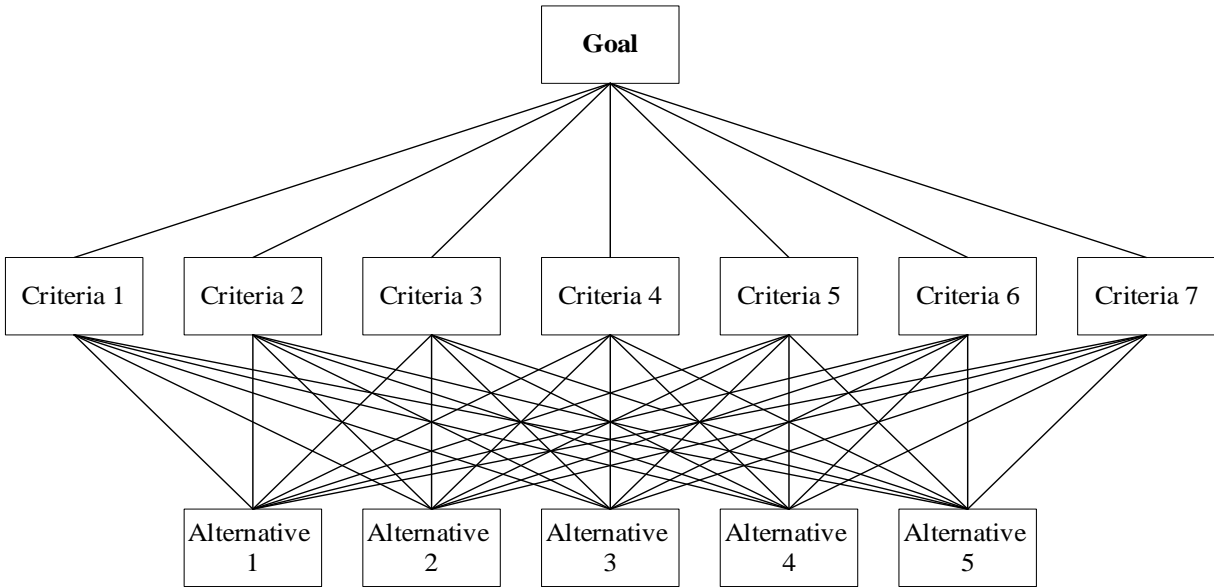 Goal
Criteria 1
Criteria 2
Criteria 3
Criteria 4
Criteria 5
Criteria 6
Criteria 7
Alternative
1
Alternative
2
Alternative
3
Alternative
4
Alternative
5